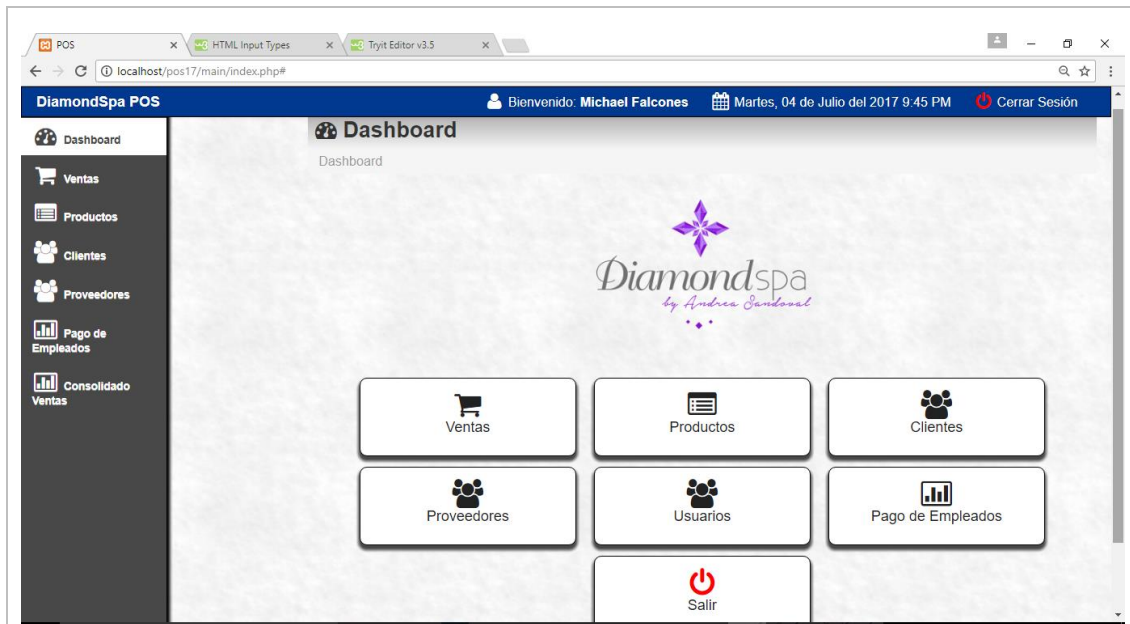 POS
HTML Input Types
Tryit Editor v3.5
localhost/pos17/main/index.php#
DiamondSpa POS
Bienvenido: Michael Falcones
Martes, 04 de Julio del 2017 9:45 PM
Cerrar Sesión
Dashboard
Ventas
Productos
Clientes
Proveedores
Pago de
Empleados
Consolidado
Ventas
Dashboard
Dashboard
Diamondspa
by Andrea Sandoval
Ventas
Productos
Clientes
Proveedores
Usuarios
Pago de Empleados
Salir